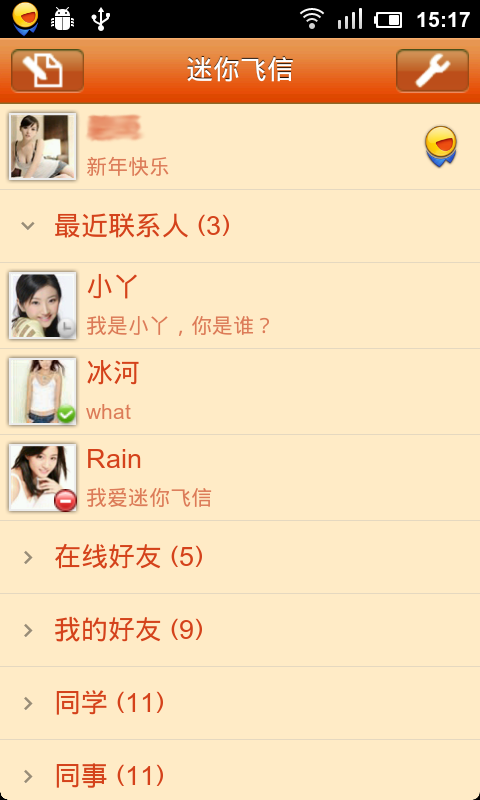 15:17
迷你飞信
新年快乐
最近联系人 (3)
小丫
我是小丫，你是谁？
冰河
what
Rain
我爱迷你飞信
在线好友 (5)
我的好友 (9)
同学 (11)
同事 (11)